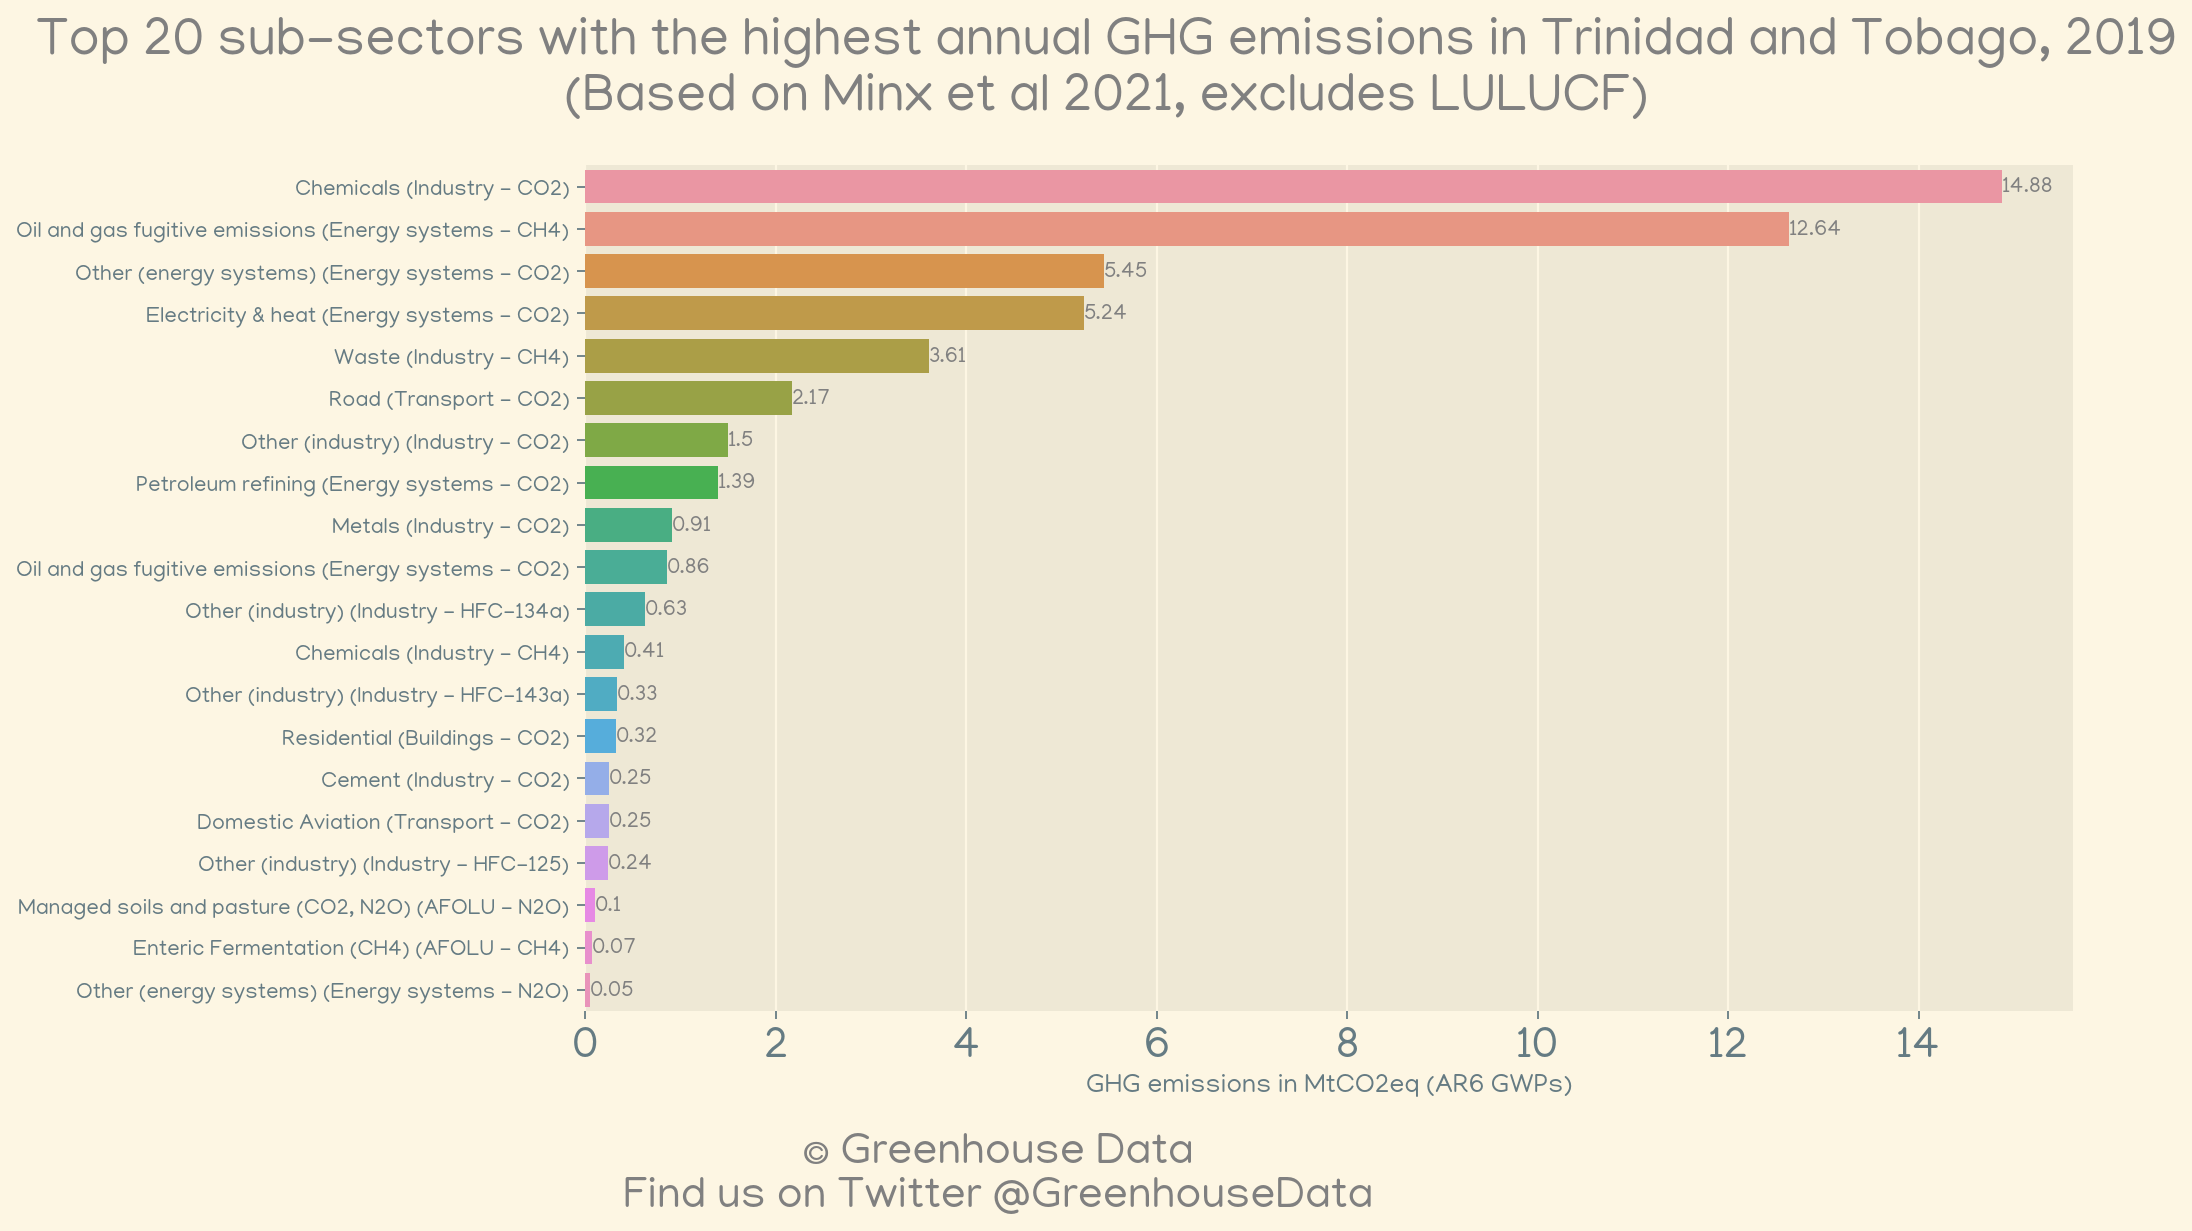 Top 20 sub-sectors with the highest annual GHG emissions in Trinidad and Tobago, 2019
(Based on Minx et al 2021, excludes LULUCF)
Chemicals (Industry - CO2) 14.88
Oil and gas fugitive emissions (Energy systems - CH4) 12.64
Other (energy systems) (Energy systems - CO2) 5.45
Electricity & heat (Energy systems - CO2) 5.24
Waste (Industry - CH4) 3.61
Road (Transport - CO2) 2.17
Other (industry) (Industry - CO2) 1.5
Petroleum refining (Energy systems - CO2) 1.39
Metals (Industry - CO2) 0.91
Oil and gas fugitive emissions (Energy systems - CO2) 0.86
Other (industry) (Industry - HFC-134a) 0.63
Chemicals (Industry - CH4) 0.41
Other (industry) (Industry - HFC-143a) 0.33
Residential (Buildings - CO2) 0.32
Cement (Industry - CO2) 0.25
Domestic Aviation (Transport - CO2) 0.25
Other (industry) (Industry - HFC-125) 0.24
Managed soils and pasture (CO2, N2O) (AFOLU - N2O) 0.1
Enteric Fermentation (CH4) (AFOLU - CH4) 0.07
Other (energy systems) (Energy systems - N2O) 0.05
0 2 4 6 8 10 12 14
GHG emissions in MtCO2eq (AR6 GWPs)
© Greenhouse Data
Find us on Twitter @GreenhouseData